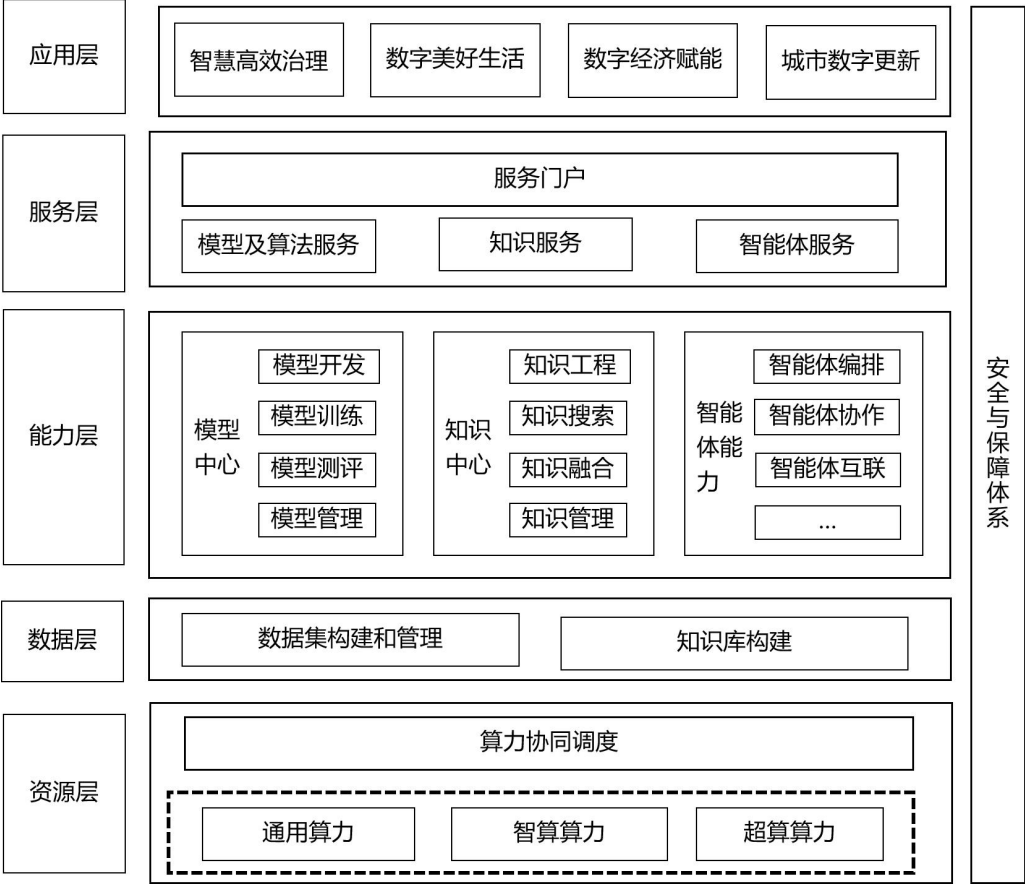 应用层
智慧高效治理
数字美好生活
数字经济赋能
城市数字更新
服务层
服务门户
模型及算法服务
知识服务
智能体服务
能力层
模型
中心
模型开发
模型训练
模型测评
模型管理
知识
中心
知识工程
知识搜索
知识融合
知识管理
智能
体能
力
智能体编排
智能体协作
智能体互联
...
数据层
数据集构建和管理
知识库构建
资源层
算力协同调度
通用算力
智算算力
超算算力
安全与保障体系